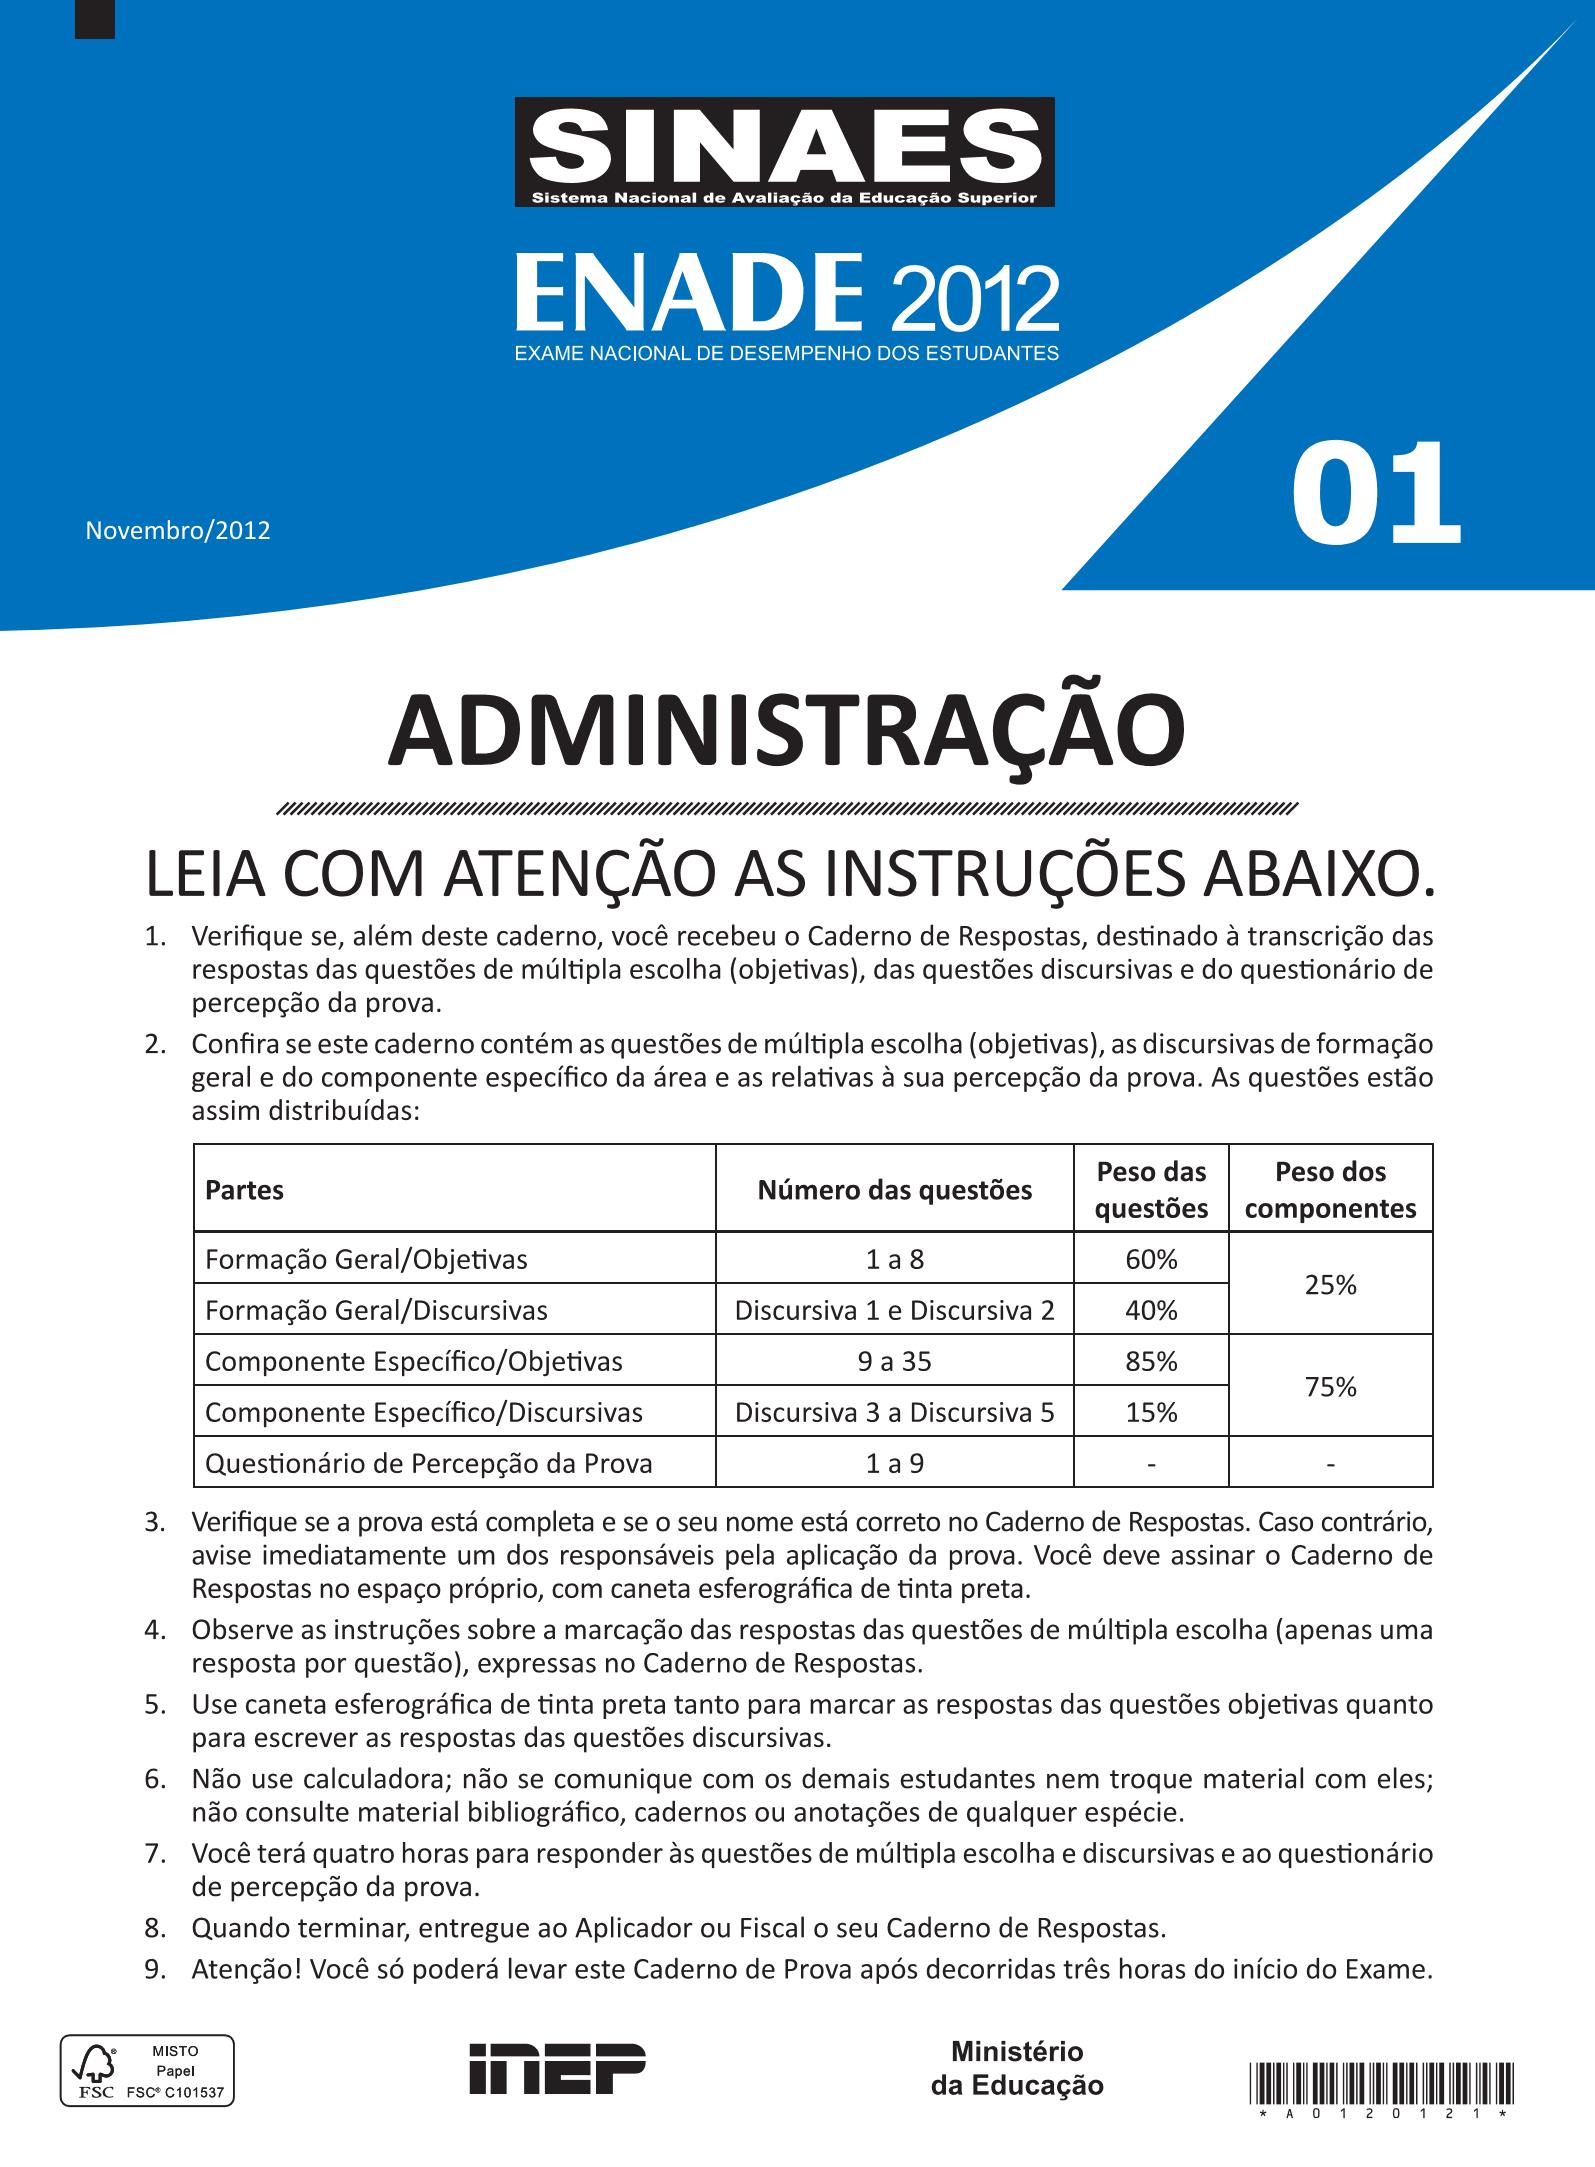 SINAES
Sistema Nacional de Avaliação da Educação Superior
ENADE 2012
EXAME NACIONAL DE DESEMPENHO DOS ESTUDANTES
01
Novembro/2012
ADMINISTRAÇÃO
LEIA COM ATENÇÃO AS INSTRUÇÕES ABAIXO.
1. Verifique se, além deste caderno, você recebeu o Caderno de Respostas, destinado à transcrição das
respostas das questões de múltipla escolha (objetivas), das questões discursivas e do questionário de
percepção da prova.
2. Confira se este caderno contém as questões de múltipla escolha (objetivas), as discursivas de formação
geral e do componente específico da área e as relativas à sua percepção da prova. As questões estão
assim distribuídas:
Partes Número das questões Peso das questões Peso dos componentes
Formação Geral/Objetivas 1 a 8 60% 25%
Formação Geral/Discursivas Discursiva 1 e Discursiva 2 40%
Componente Específico/Objetivas 9 a 35 85% 75%
Componente Específico/Discursivas Discursiva 3 a Discursiva 5 15%
Questionário de Percepção da Prova 1 a 9 - -
3. Verifique se a prova está completa e se o seu nome está correto no Caderno de Respostas. Caso contrário,
avise imediatamente um dos responsáveis pela aplicação da prova. Você deve assinar o Caderno de
Respostas no espaço próprio, com caneta esferográfica de tinta preta.
4. Observe as instruções sobre a marcação das respostas das questões de múltipla escolha (apenas uma
resposta por questão), expressas no Caderno de Respostas.
5. Use caneta esferográfica de tinta preta tanto para marcar as respostas das questões objetivas quanto
para escrever as respostas das questões discursivas.
6. Não use calculadora; não se comunique com os demais estudantes nem troque material com eles;
não consulte material bibliográfico, cadernos ou anotações de qualquer espécie.
7. Você terá quatro horas para responder às questões de múltipla escolha e discursivas e ao questionário
de percepção da prova.
8. Quando terminar, entregue ao Aplicador ou Fiscal o seu Caderno de Respostas.
9. Atenção! Você só poderá levar este Caderno de Prova após decorridas três horas do início do Exame.
MISTO
Papel
FSC FSC® C101537
INEP
Ministério
da Educação
*A0120121*